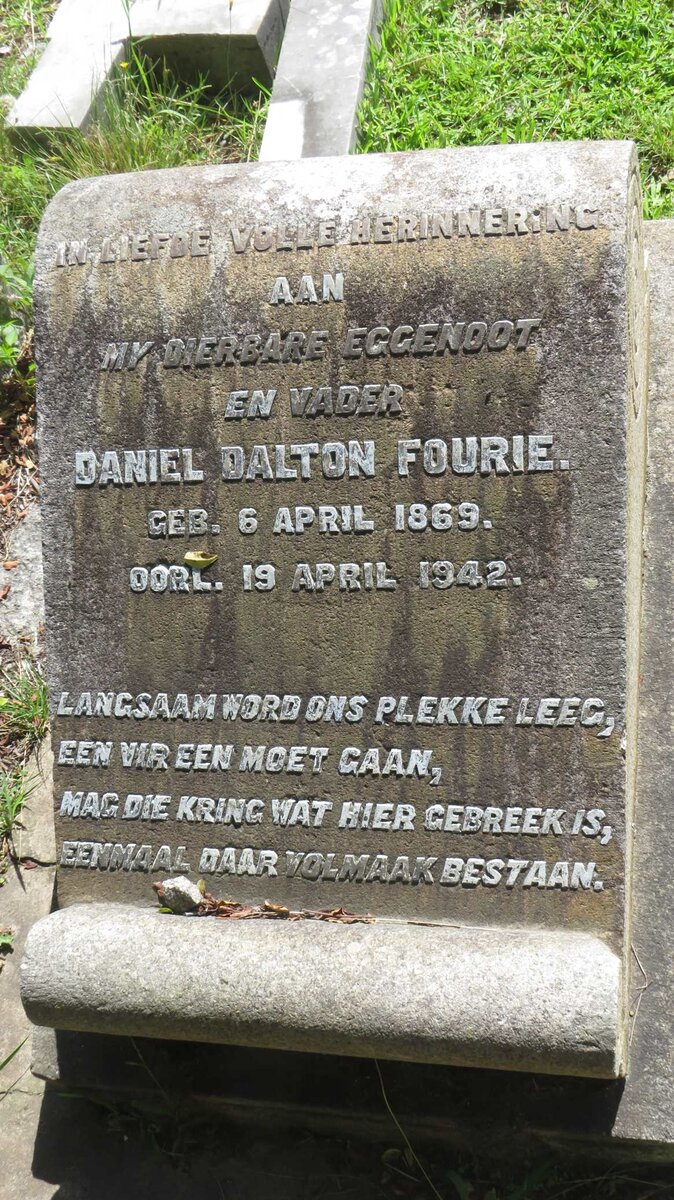 IN LIEFDE VOLLE HERINNERING
AAN
MY DIERBARE EGGENOOT
EN VADER
DANIEL DALTON FOURIE.
GEB. 6 APRIL 1869.
OORL. 19 APRIL 1942.
LANGSAAM WORD ONS PLEKKE LEEG,
EEN VIR EEN MOET GAAN,
MAG DIE KRING WAT HIER GEBREEK IS,
EENMAAL DAAR VOLMAAK BESTAAN.